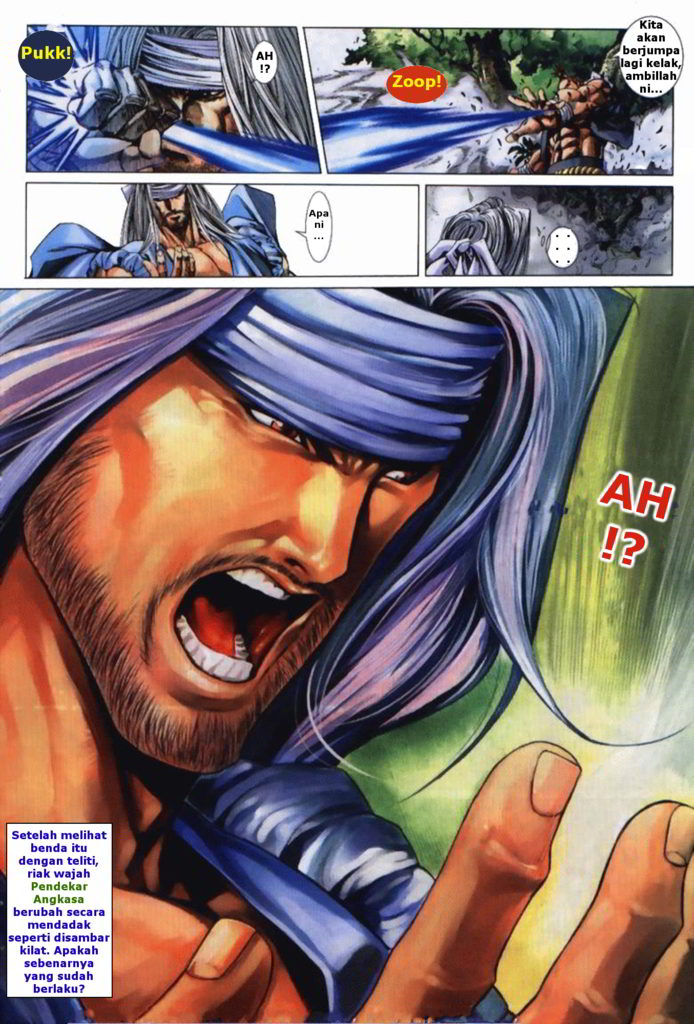 Pukk!
AH
!?
Zoop!
Kita
akan
berjumpa
lagi kelak,
ambillah
ni...
Apa
ni
...
. .
. .
. .
AH
!?
Setelah melihat
benda itu
dengan teliti,
riak wajah
Pendekar
Angkasa
berubah secara
mendadak
seperti disambar
kilat. Apakah
sebenarnya
yang sudah
berlaku?